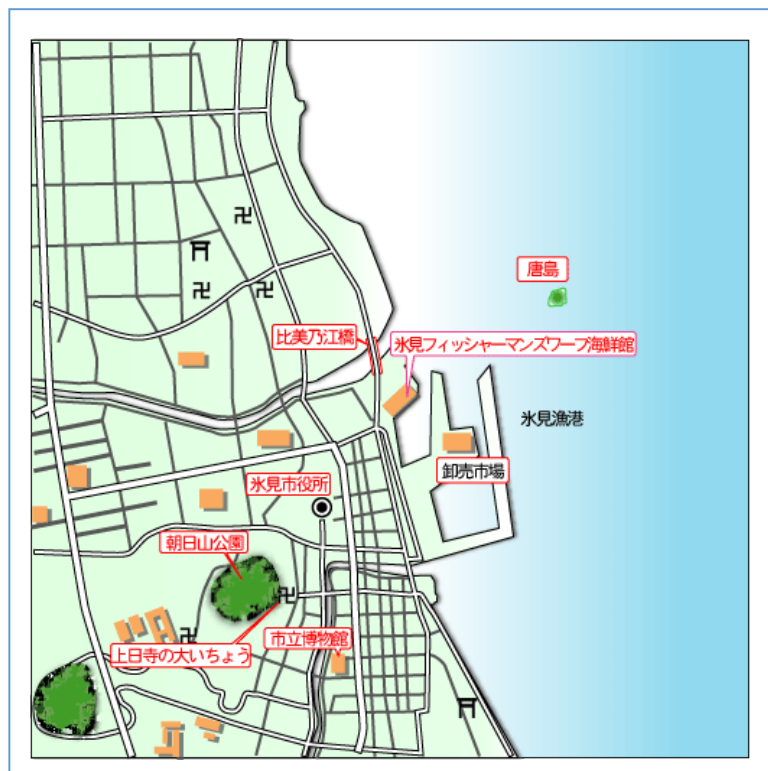 唐島
比美乃江橋
氷見フィッシャーマンズワーフ海鮮館
氷見漁港
卸売市場
氷見市役所
朝日山公園
市立博物館
上日寺の大いちょう